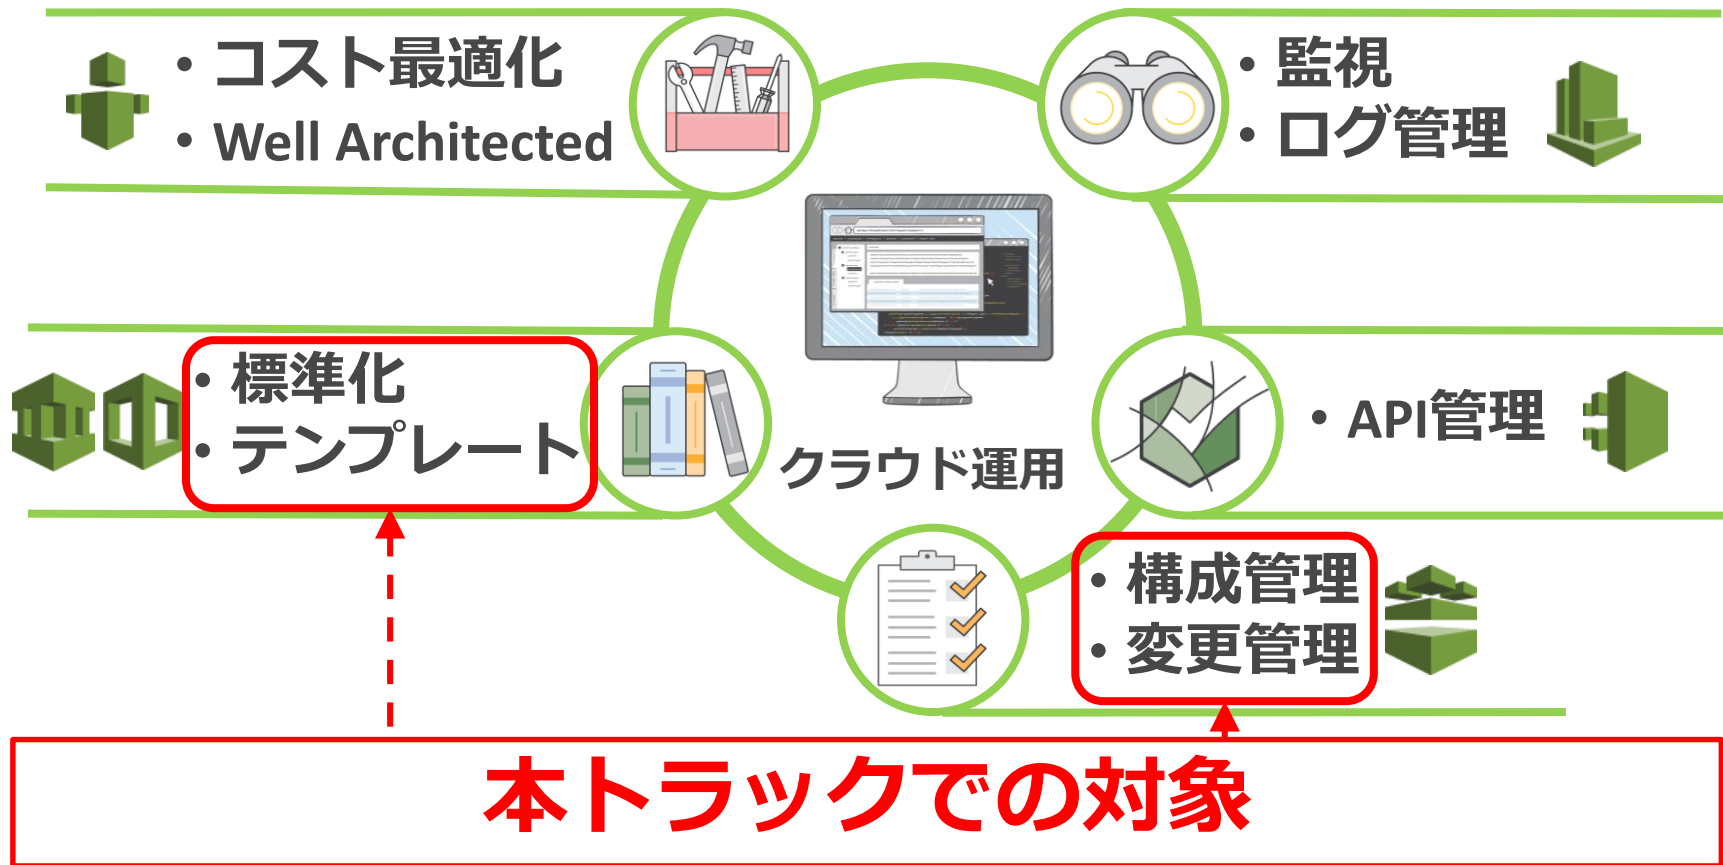 ・コスト最適化
・Well Architected
・監視
・ログ管理
・標準化
・テンプレート
クラウド運用
・API管理
・構成管理
・変更管理
本トラックでの対象